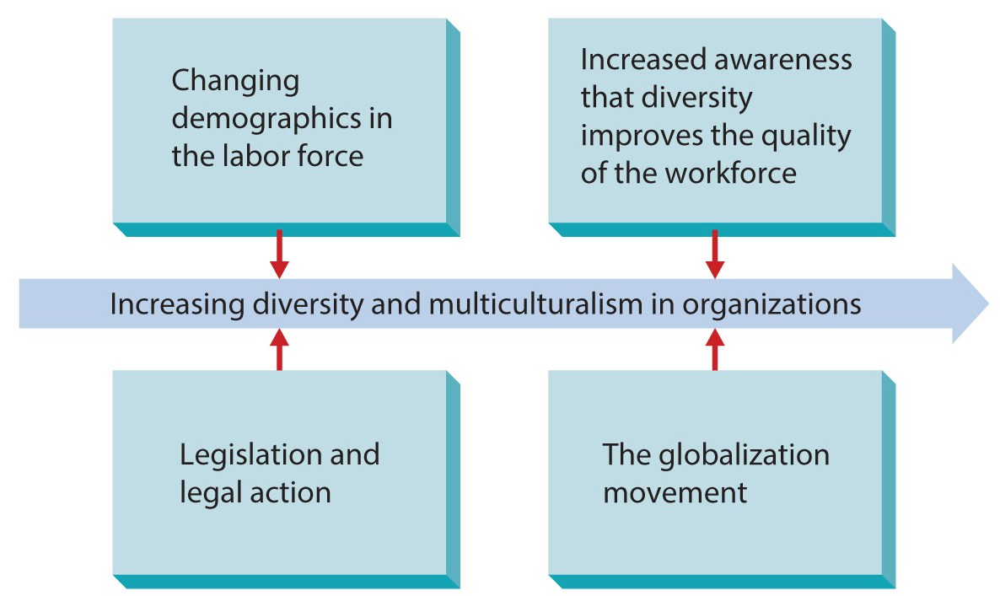 Changing
demographics in
the labor force
Increased awareness
that diversity
improves the quality
of the workforce
Increasing diversity and multiculturalism in organizations
Legislation and
legal action
The globalization
movement